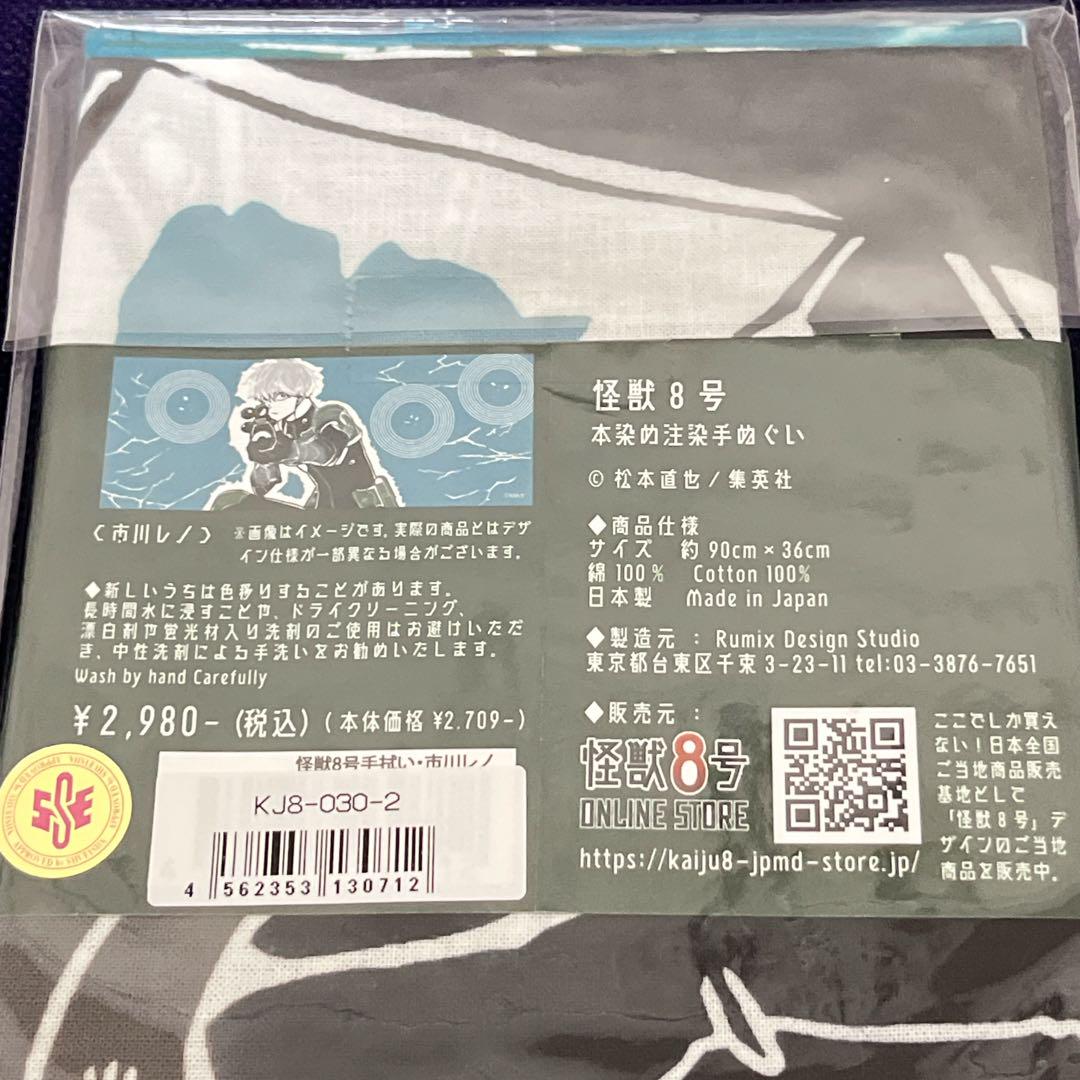 (市川レノ)
※画像はイメージです。実際の商品とはデザ
イン仕様が一部異なる場合がございます。
◆新しいうちは色移りすることがあります。
長時間水に浸すことや、ドライクリーニング、
漂白剤や蛍光材入り洗剤のご使用はお避けいただ
き、中性洗剤による手洗いをお勧めいたします。
Wash by hand Carefully
¥2,980-(税込)(本体価格 ¥2.709-)
怪獣8号手拭い・市川レノ
KJ8-030-2
4 562353 130712
SSE
怪獣8号
本染め注染手ぬぐい
© 松本直也/集英社
◆商品仕様
サイズ 約 90cm×36cm
綿 100% Cotton 100%
日本製 Made in Japan
◆製造元 : Rumix Design Studio
東京都台東区千束 3-23-11 tel:03-3876-7651
◆販売元 :
怪獣8号
ONLINE STORE
https://kaiju8-jpmd-store.jp/
ここでしか買え
ない!日本全国
ご当地商品販売
基地として
「怪獣8号」デ
ザインのご当地
商品を販売中。